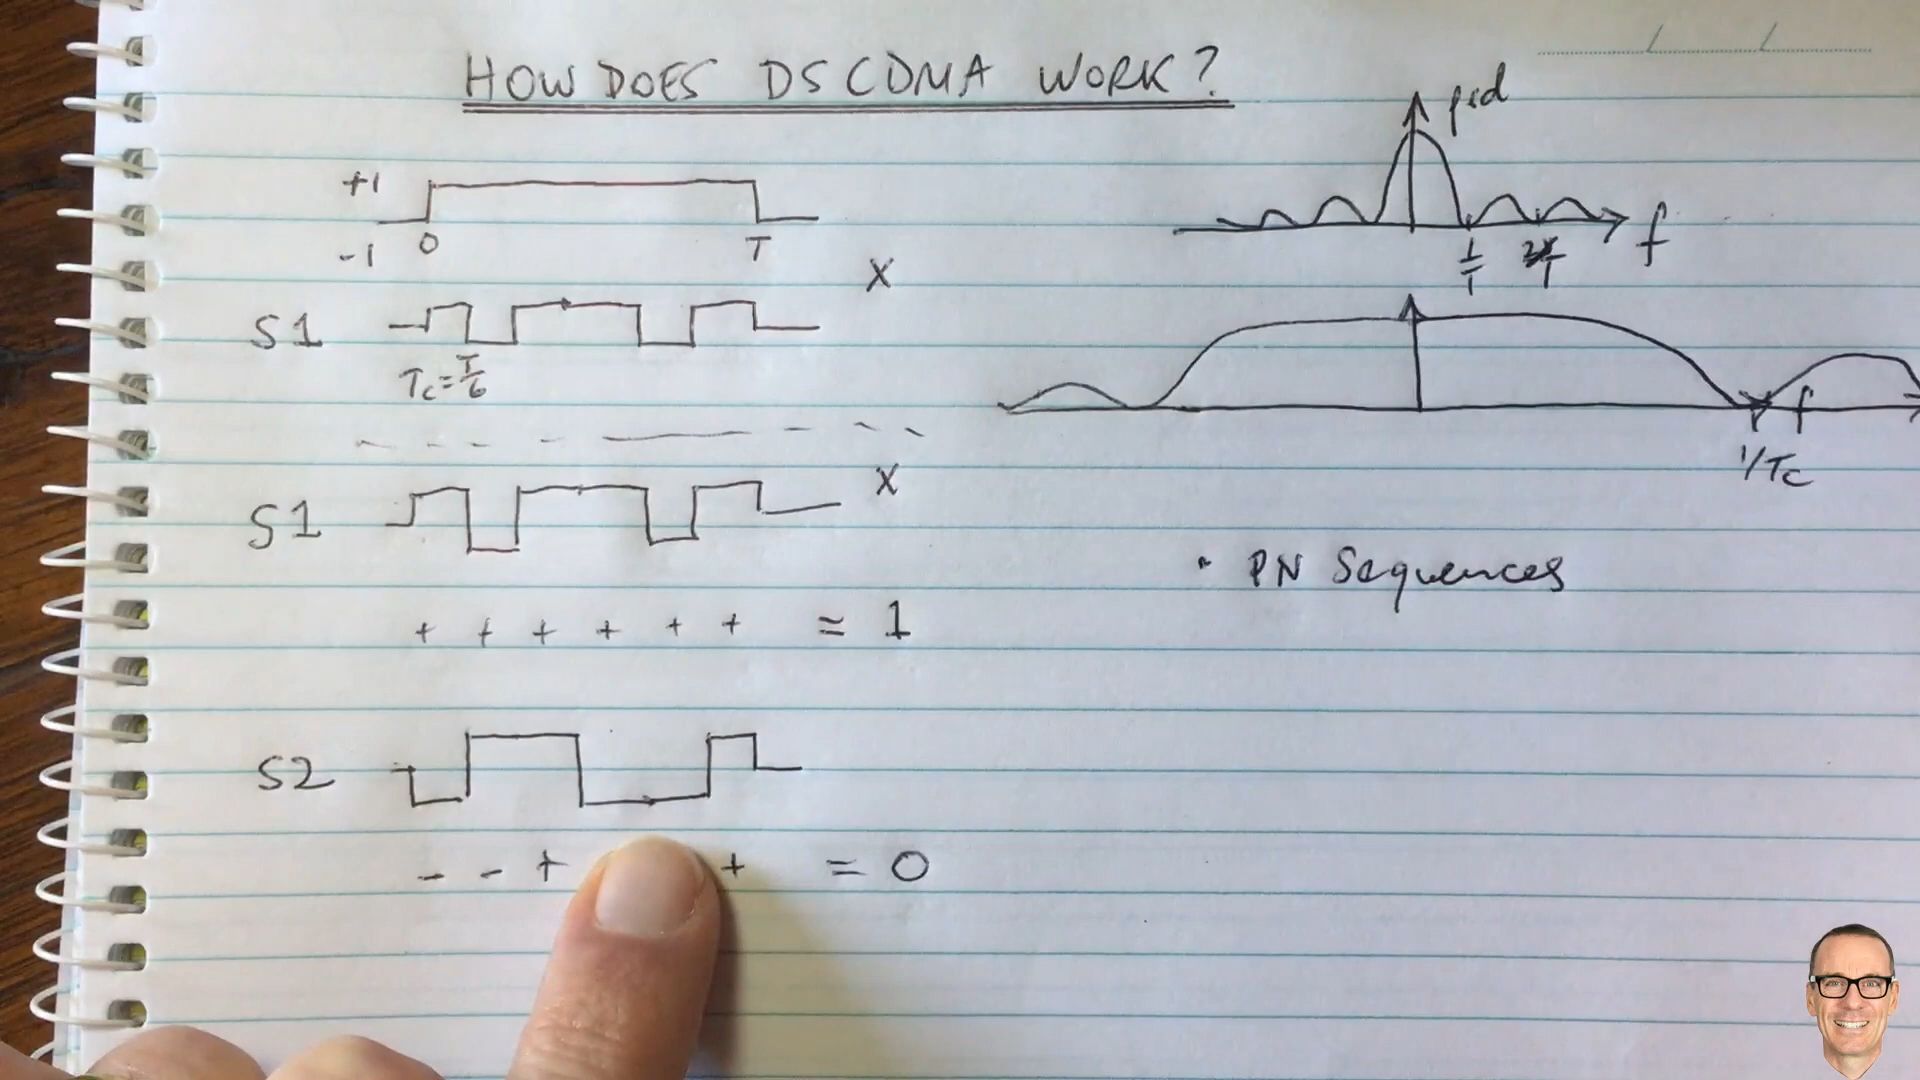 HOW DOES DS CDMA WORK?
psd
+1
-1
0
T
X
f
1/T
S1
Tc = T/6
f
1/Tc
X
S1
• PN Sequences
+ + + + + + = 1
S2
- - + + = 0